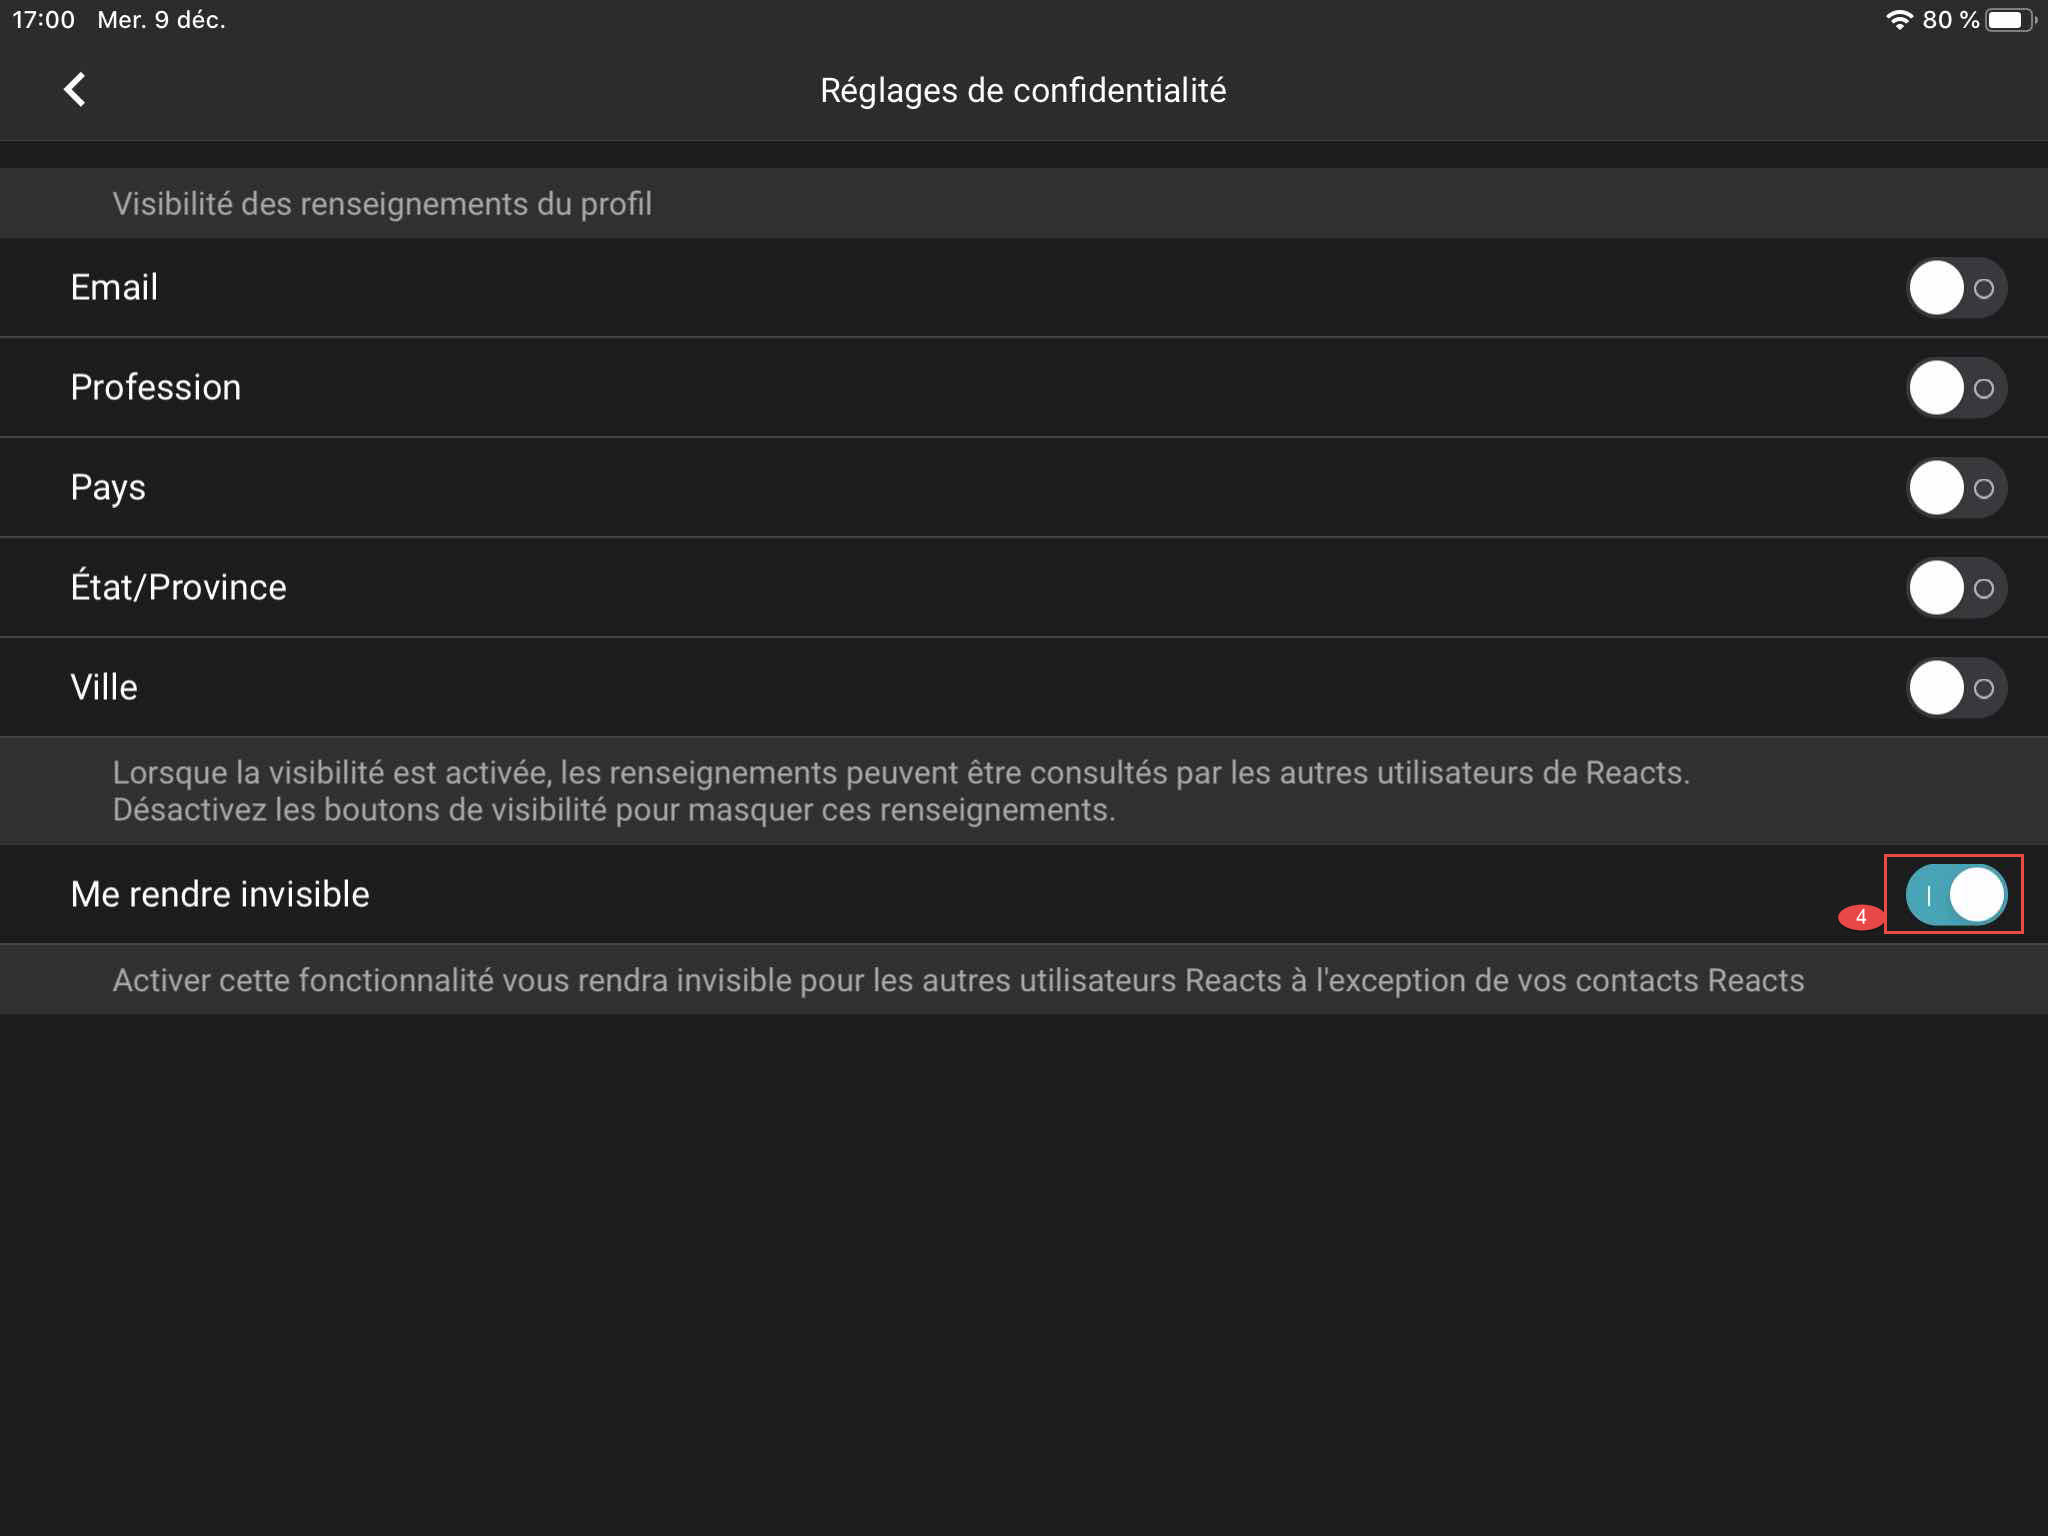 17:00 Mer. 9 déc. 80 %
Réglages de confidentialité
Visibilité des renseignements du profil
Email
Profession
Pays
État/Province
Ville
Lorsque la visibilité est activée, les renseignements peuvent être consultés par les autres utilisateurs de Reacts.
Désactivez les boutons de visibilité pour masquer ces renseignements.
Me rendre invisible
4
Activer cette fonctionnalité vous rendra invisible pour les autres utilisateurs Reacts à l'exception de vos contacts Reacts